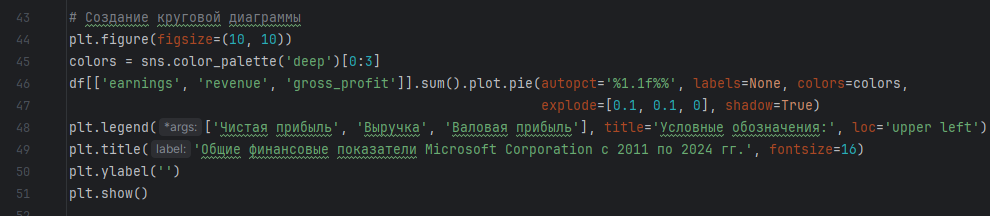 43 # Создание круговой диаграммы
44 plt.figure(figsize=(10, 10))
45 colors = sns.color_palette('deep')[0:3]
46 df[['earnings', 'revenue', 'gross_profit']].sum().plot.pie(autopct='%1.1f%%', labels=None, colors=colors,
47 explode=[0.1, 0.1, 0], shadow=True)
48 plt.legend( *args: ['Чистая прибыль', 'Выручка', 'Валовая прибыль'], title='Условные обозначения:', loc='upper left')
49 plt.title( label: 'Общие финансовые показатели Microsoft Corporation с 2011 по 2024 гг.', fontsize=16)
50 plt.ylabel('')
51 plt.show()
52